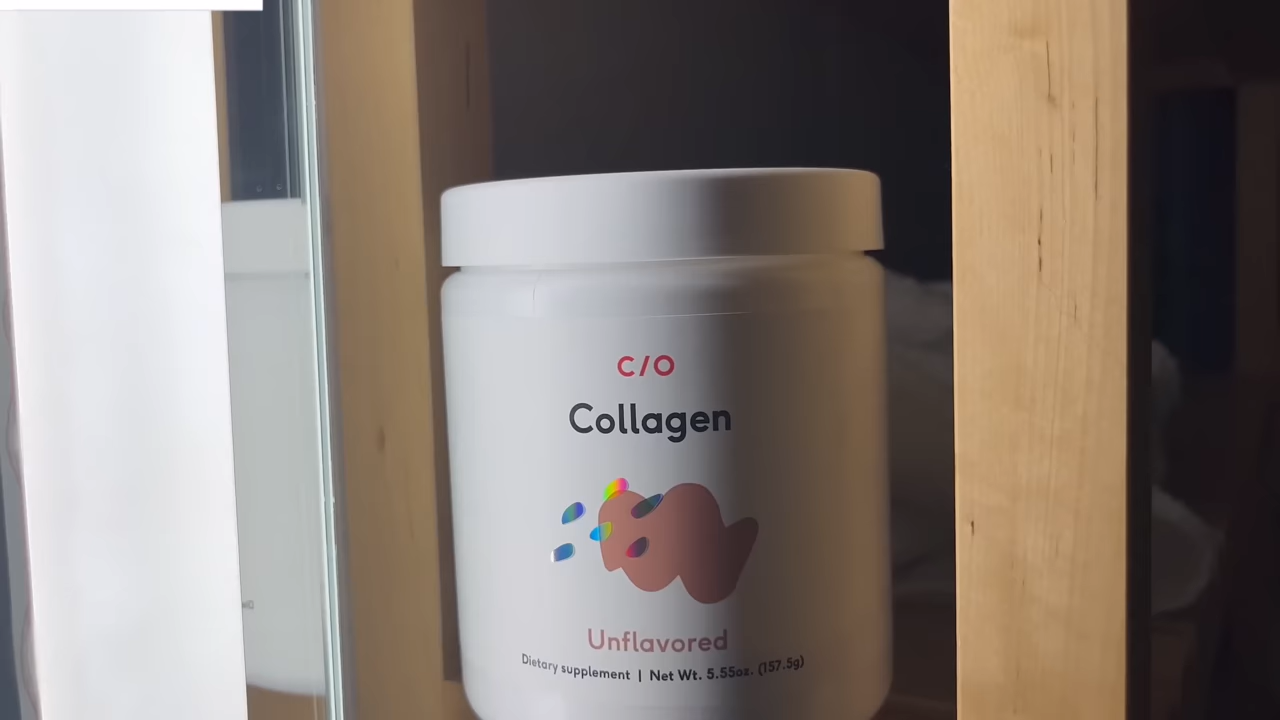 C/O
Collagen
Unflavored
Dietary supplement | Net Wt. 5.55oz. (157.5g)